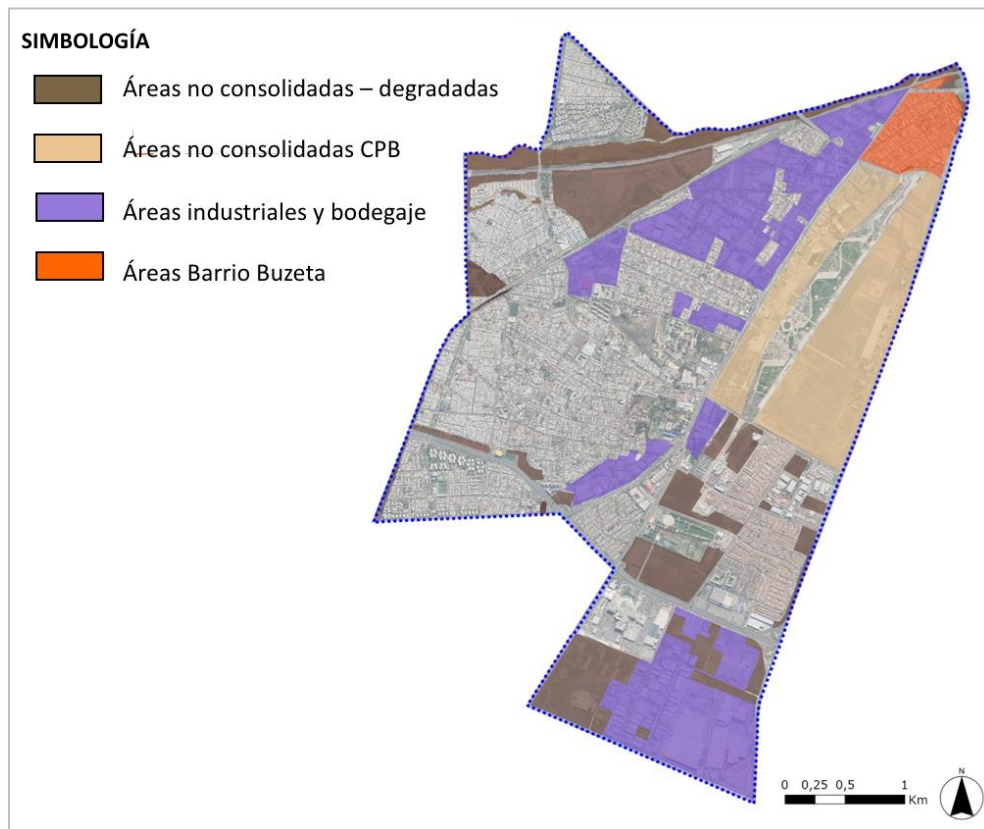 SIMBOLOGÍA
Áreas no consolidadas – degradadas
Áreas no consolidadas CPB
Áreas industriales y bodegaje
Áreas Barrio Buzeta
N
0 0,25 0,5 1
Km